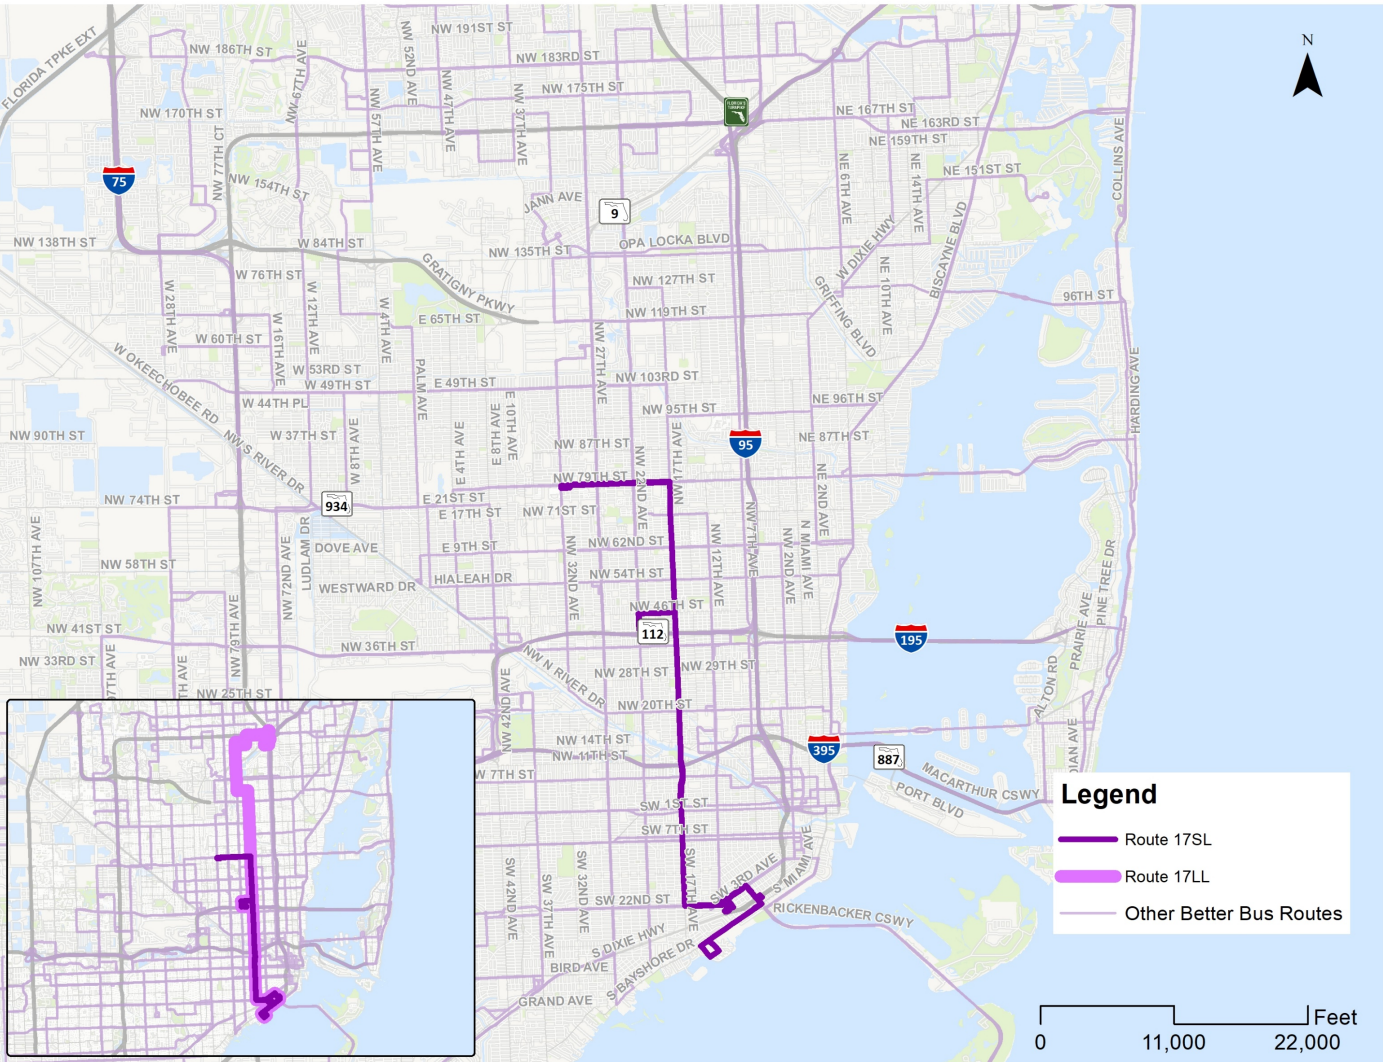 N
FLORIDA TPKE EXT
NW 191ST ST
NW 186TH ST
NW 67TH AVE
NW 52ND AVE
NW 47TH AVE
NW 183RD ST
NW 175TH ST
NW 37TH AVE
NW 57TH AVE
NW 170TH ST
NW 77TH CT
FLORIDA'S TURNPIKE
NE 167TH ST
NE 163RD ST
NE 159TH ST
NE 151ST ST
COLLINS AVE
NE 6TH AVE
NE 14TH AVE
75
NW 154TH ST
JANN AVE
9
NW 138TH ST
W 84TH ST
NW 135TH ST
OPA LOCKA BLVD
W DIXIE HWY
BISCAYNE BLVD
GRATIGNY PKWY
W 76TH ST
NW 127TH ST
GRIFFING BLVD
NE 10TH AVE
96TH ST
W 28TH AVE
W 12TH AVE
W 16TH AVE
W 4TH AVE
E 65TH ST
NW 119TH ST
W 60TH ST
NW 27TH AVE
W OKEECHOBEE RD
W 53RD ST
W 49TH ST
PALM AVE
E 49TH ST
NW 103RD ST
HARDING AVE
W 44TH PL
E 10TH AVE
E 8TH AVE
NW 95TH ST
NE 96TH ST
NW 90TH ST
W 37TH ST
W 8TH AVE
NW S RIVER DR
E 4TH AVE
NW 87TH ST
NW 17TH AVE
95
NE 87TH ST
NW 79TH ST
NW 22ND AVE
NE 2ND AVE
NW 74TH ST
934
E 21ST ST
E 17TH ST
NW 71ST ST
NW 107TH AVE
NW 72ND AVE
LUDLAM DR
DOVE AVE
E 9TH ST
NW 62ND ST
NW 32ND AVE
NW 12TH AVE
NW 7TH AVE
NW 2ND AVE
N MIAMI AVE
NW 58TH ST
WESTWARD DR
HIALEAH DR
NW 54TH ST
PINE TREE DR
NW 79TH AVE
NW 46TH ST
112
PRAIRIE AVE
NW 41ST ST
NW 36TH ST
195
NW 33RD ST
97TH AVE
TH AVE
NW 25TH ST
NW 42ND AVE
NW N RIVER DR
NW 28TH ST
NW 29TH ST
ALTON RD
NW 20TH ST
NW 14TH ST
NW 11TH ST
395
887
DIAN AVE
W 7TH ST
MACARTHUR CSWY
PORT BLVD
SW 1ST ST
SW 7TH ST
SW 42ND AVE
SW 37TH AVE
SW 32ND AVE
SW 17TH AVE
SW 3RD AVE
S MIAMI AVE
SW 22ND ST
RICKENBACKER CSWY
S DIXIE HWY
BIRD AVE
S BAYSHORE DR
GRAND AVE
Legend
Route 17SL
Route 17LL
Other Better Bus Routes
Feet
0 11,000 22,000